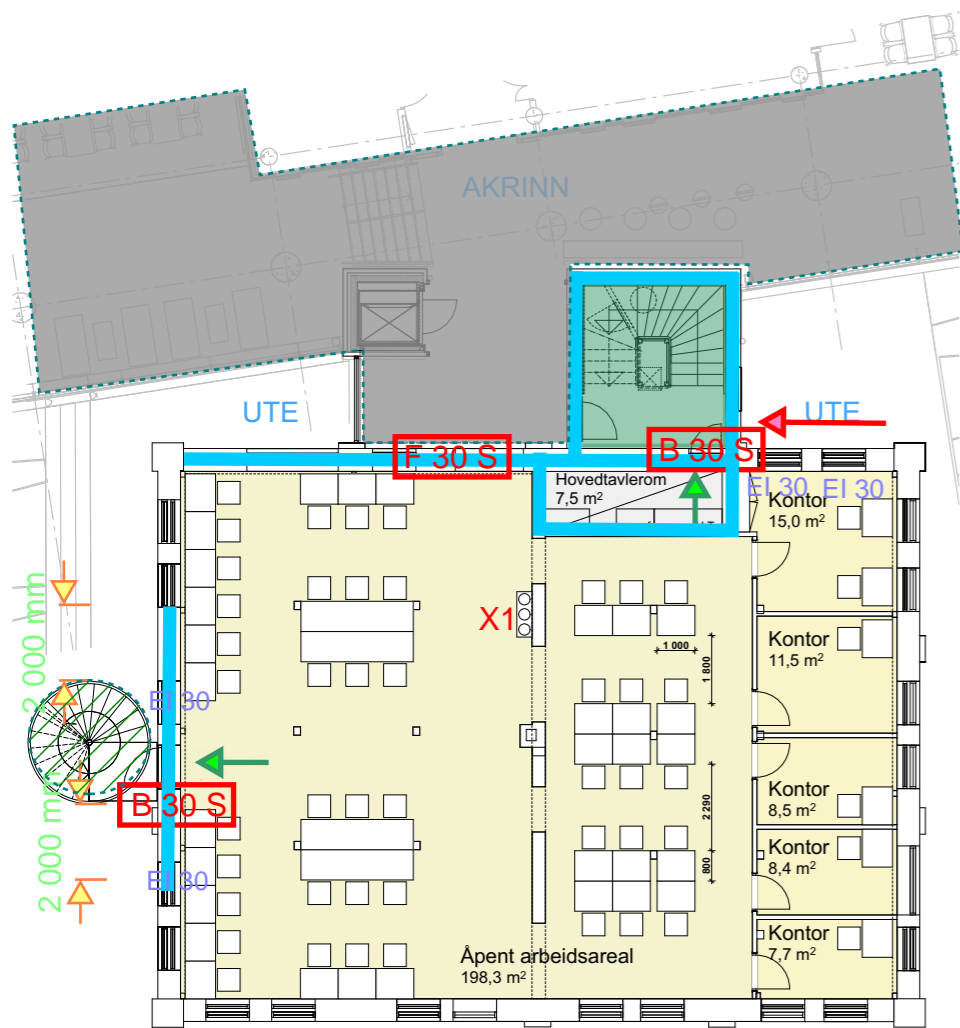 AKRINN
UTE
UTE
F 30 S
B 30 S
Hovedtavlerom
7,5 m²
EI 30
EI 30
Kontor
15,0 m²
X1
1 000
1 800
Kontor
11,5 m²
2 000 mm
EI 30
B 30 S
2 000 mm
EI 30
2 290
800
Kontor
8,5 m²
Kontor
8,4 m²
Kontor
7,7 m²
Åpent arbeidsareal
198,3 m²